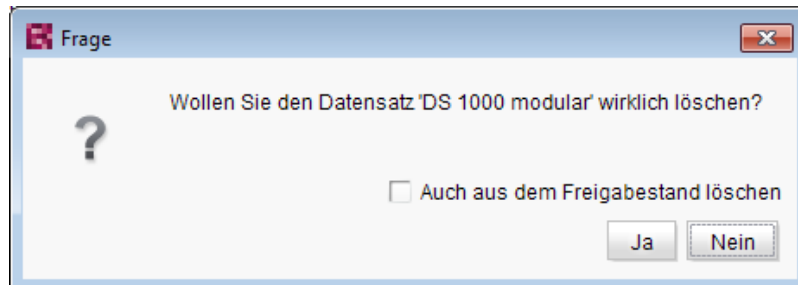 Frage
Wollen Sie den Datensatz 'DS 1000 modular' wirklich löschen?
?
Auch aus dem Freigabestand löschen
Ja Nein